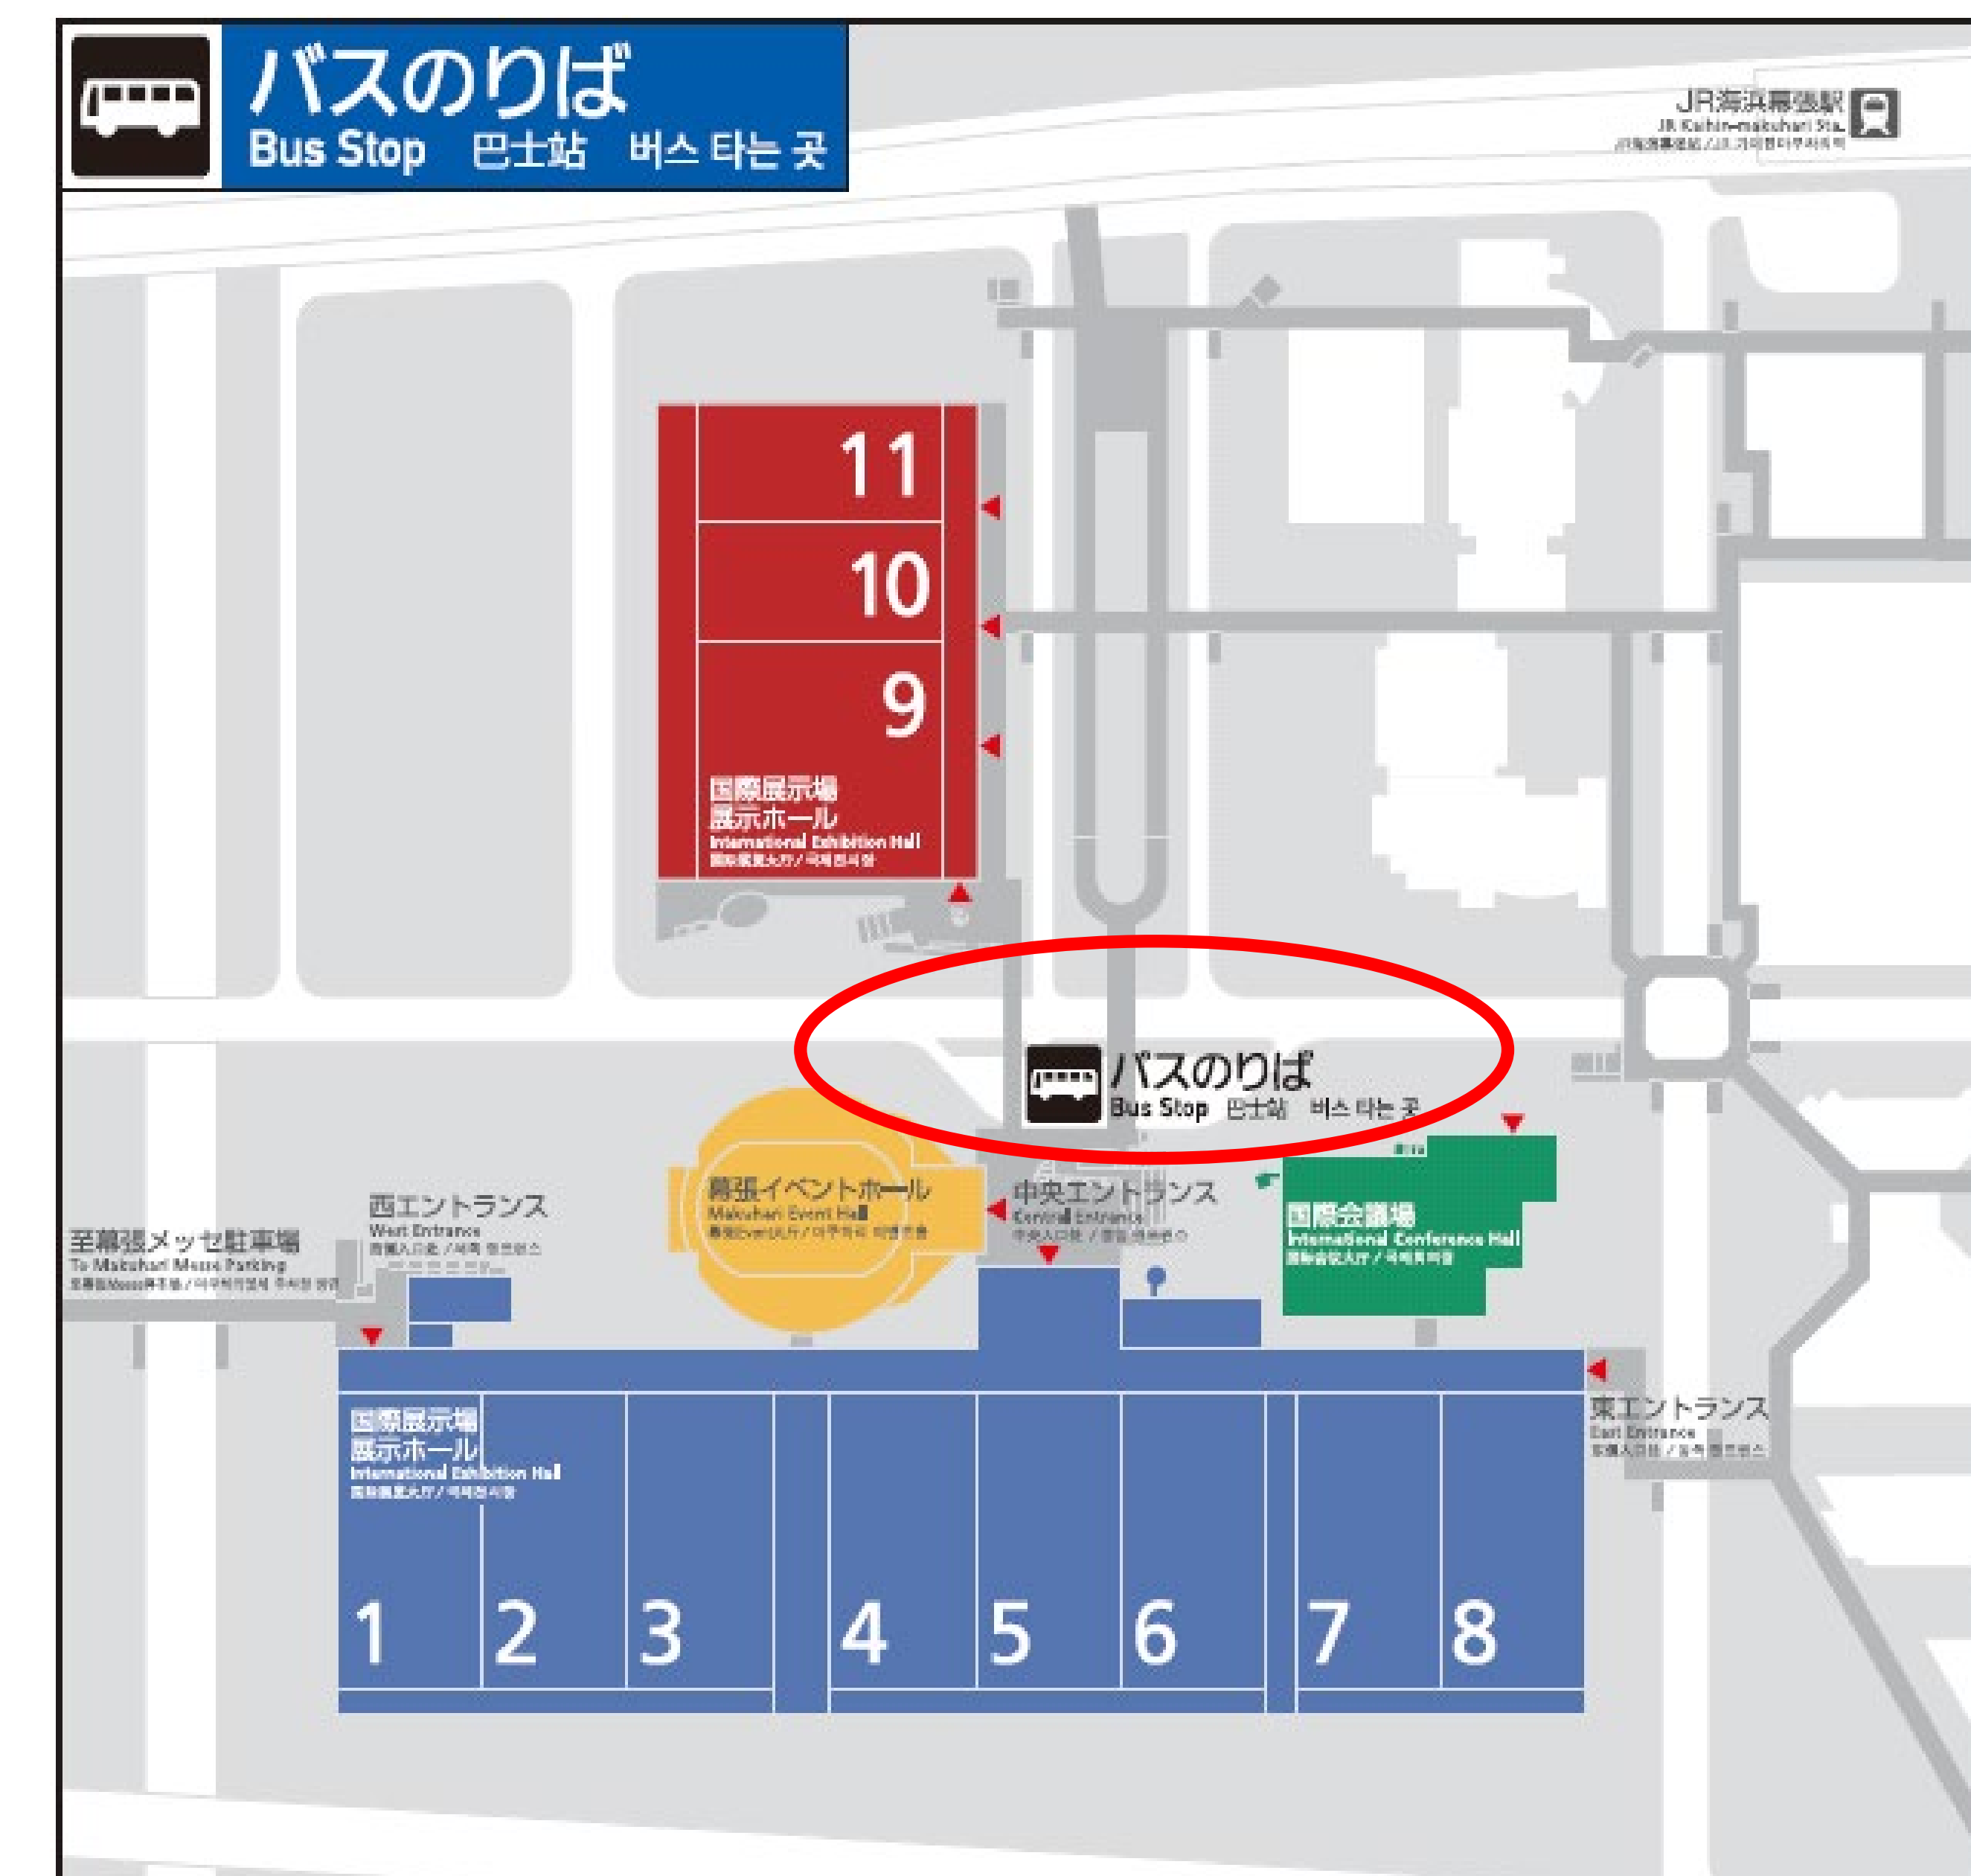 バスのりば
Bus Stop 巴士站 버스 타는 곳
JR海浜幕張駅
JR Kaihin-makuhari Sta.
11
10
9
国際展示場
展示ホール
International Exhibition Hall
バスのりば
Bus Stop 巴士站 버스 타는 곳
幕張イベントホール
Makuhari Event Hall
中央エントランス
Central Entrance
国際会議場
International Conference Hall
西エントランス
West Entrance
至幕張メッセ駐車場
To Makuhari Messe Parking
東エントランス
East Entrance
国際展示場
展示ホール
International Exhibition Hall
1 2 3 4 5 6 7 8